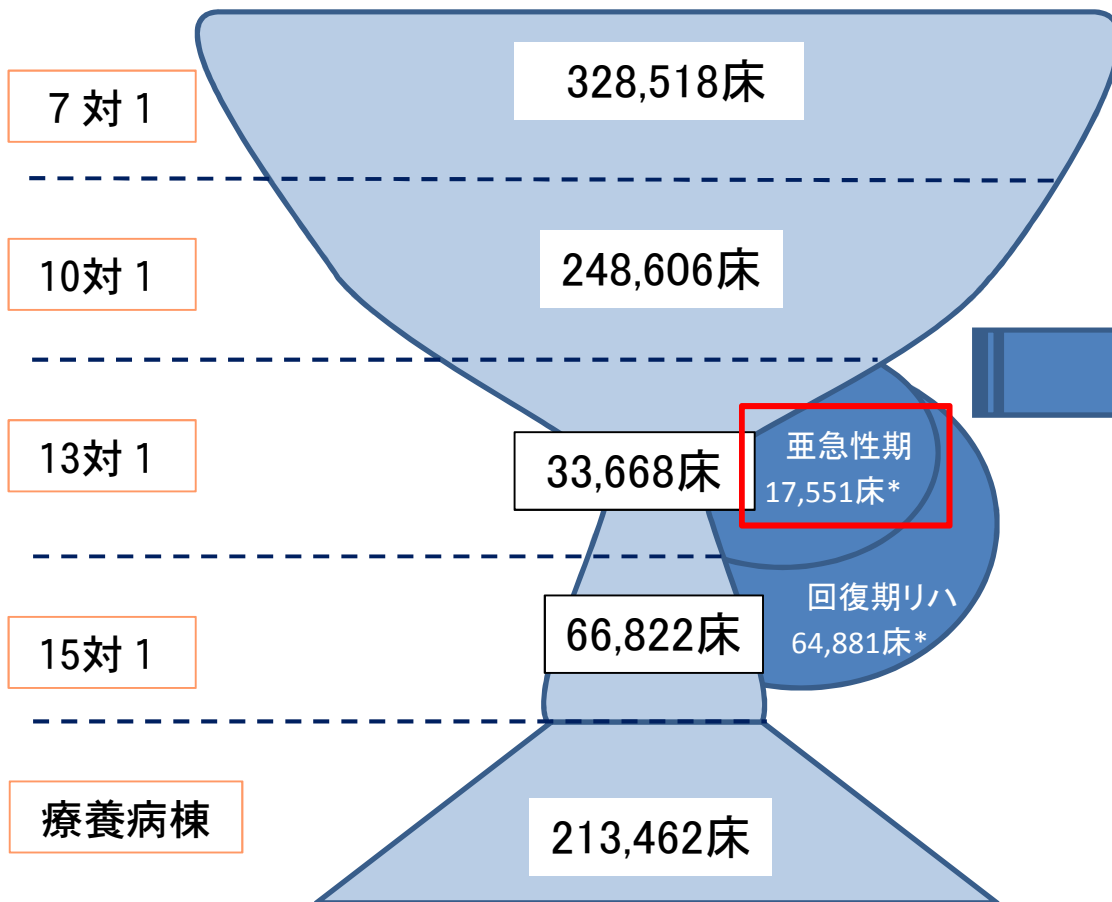 7対1
328,518床
10対1
248,606床
13対1
33,668床
亜急性期
17,551床*
15対1
66,822床
回復期リハ
64,881床*
療養病棟
213,462床